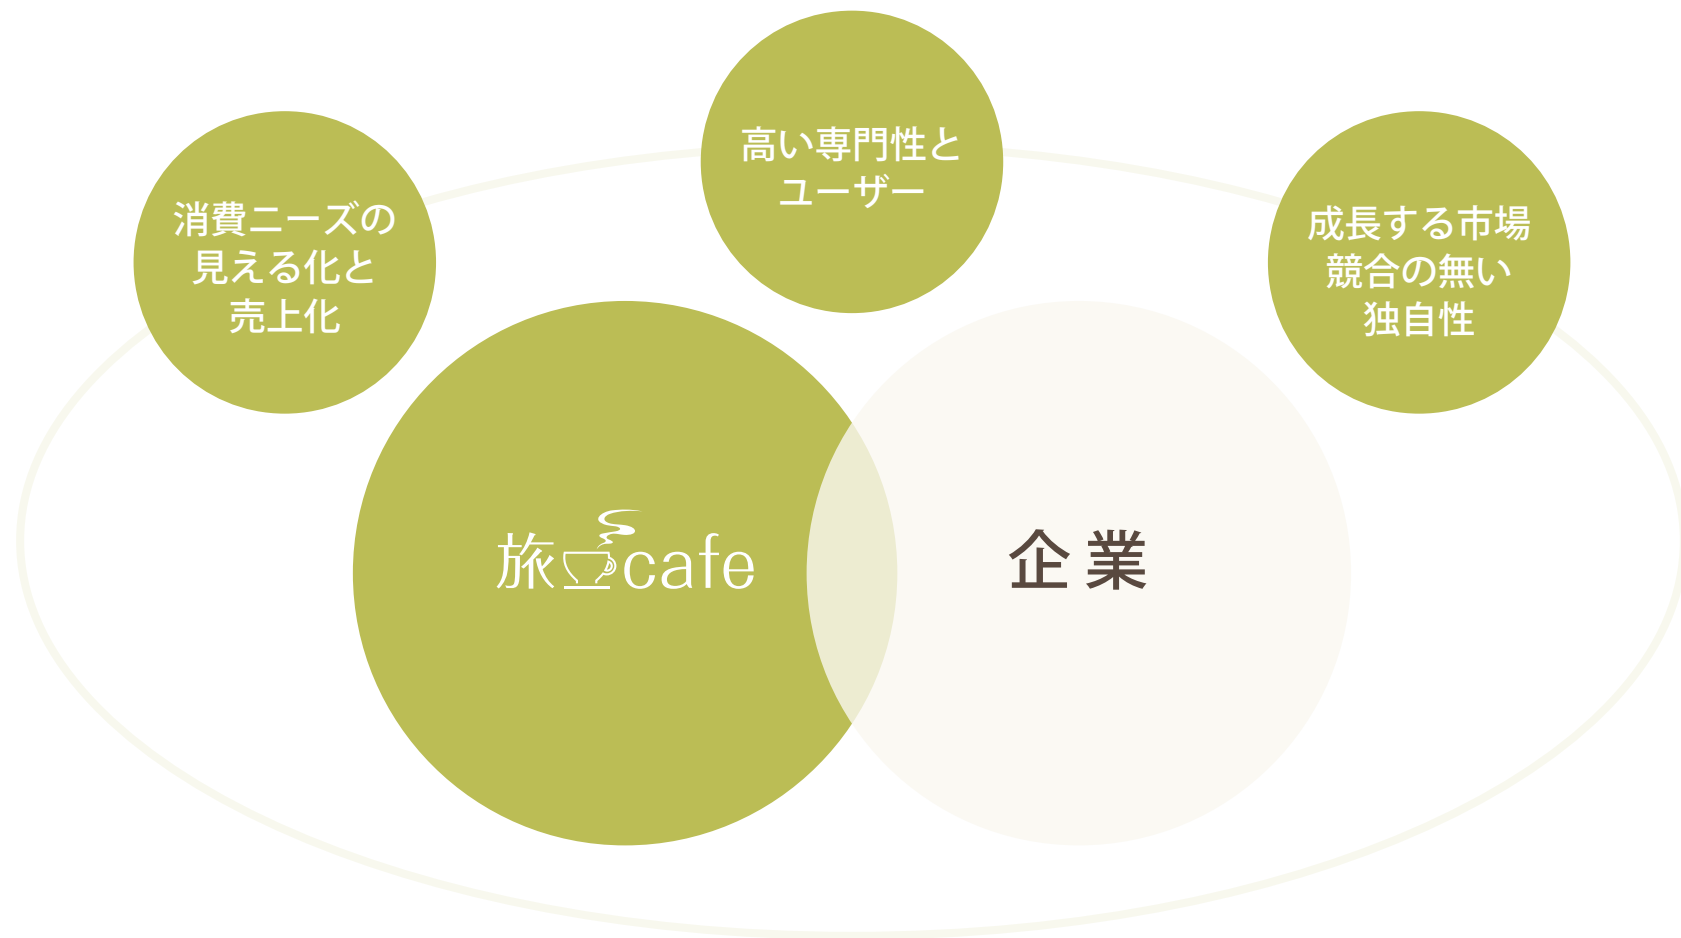 高い専門性と
ユーザー
消費ニーズの
見える化と
売上化
成長する市場
競合の無い
独自性
旅cafe
企業